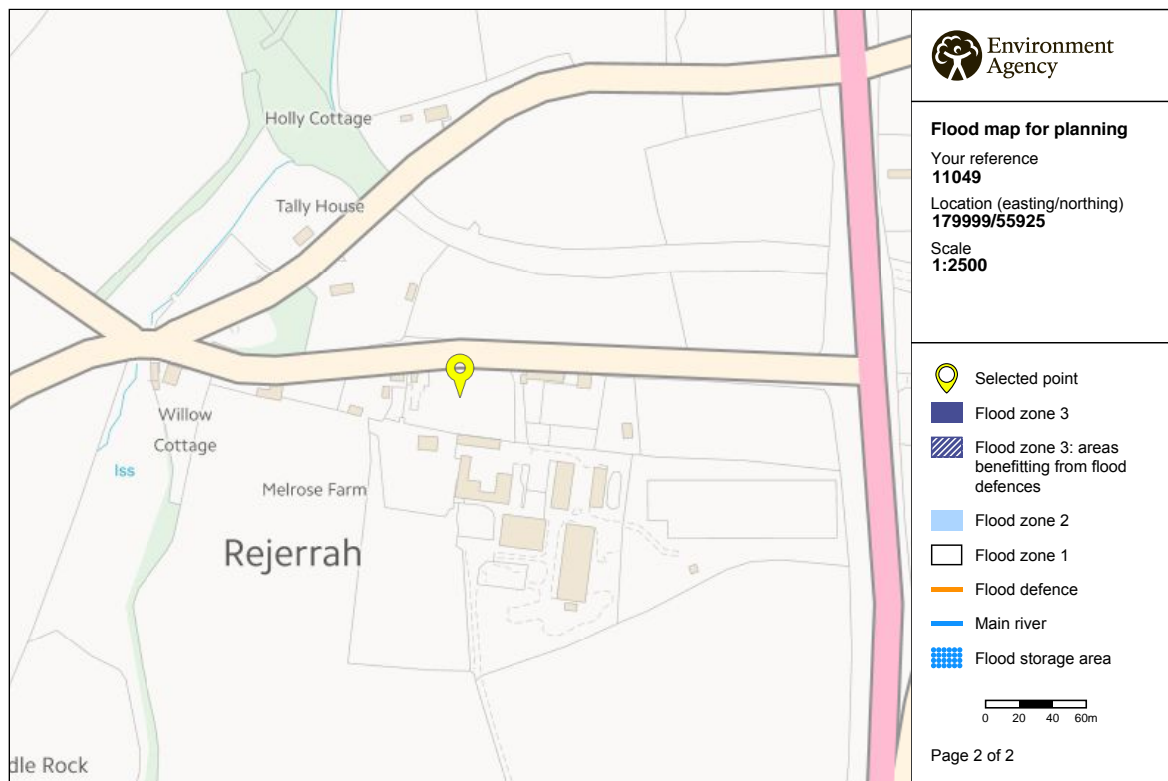 Holly Cottage
Tally House
Willow
Cottage
Iss
Melrose Farm
Rejerrah
dle Rock
Environment
Agency
Flood map for planning
Your reference
11049
Location (easting/northing)
179999/55925
Scale
1:2500
Selected point
Flood zone 3
Flood zone 3: areas
benefitting from flood
defences
Flood zone 2
Flood zone 1
Flood defence
Main river
Flood storage area
0 20 40 60m
Page 2 of 2